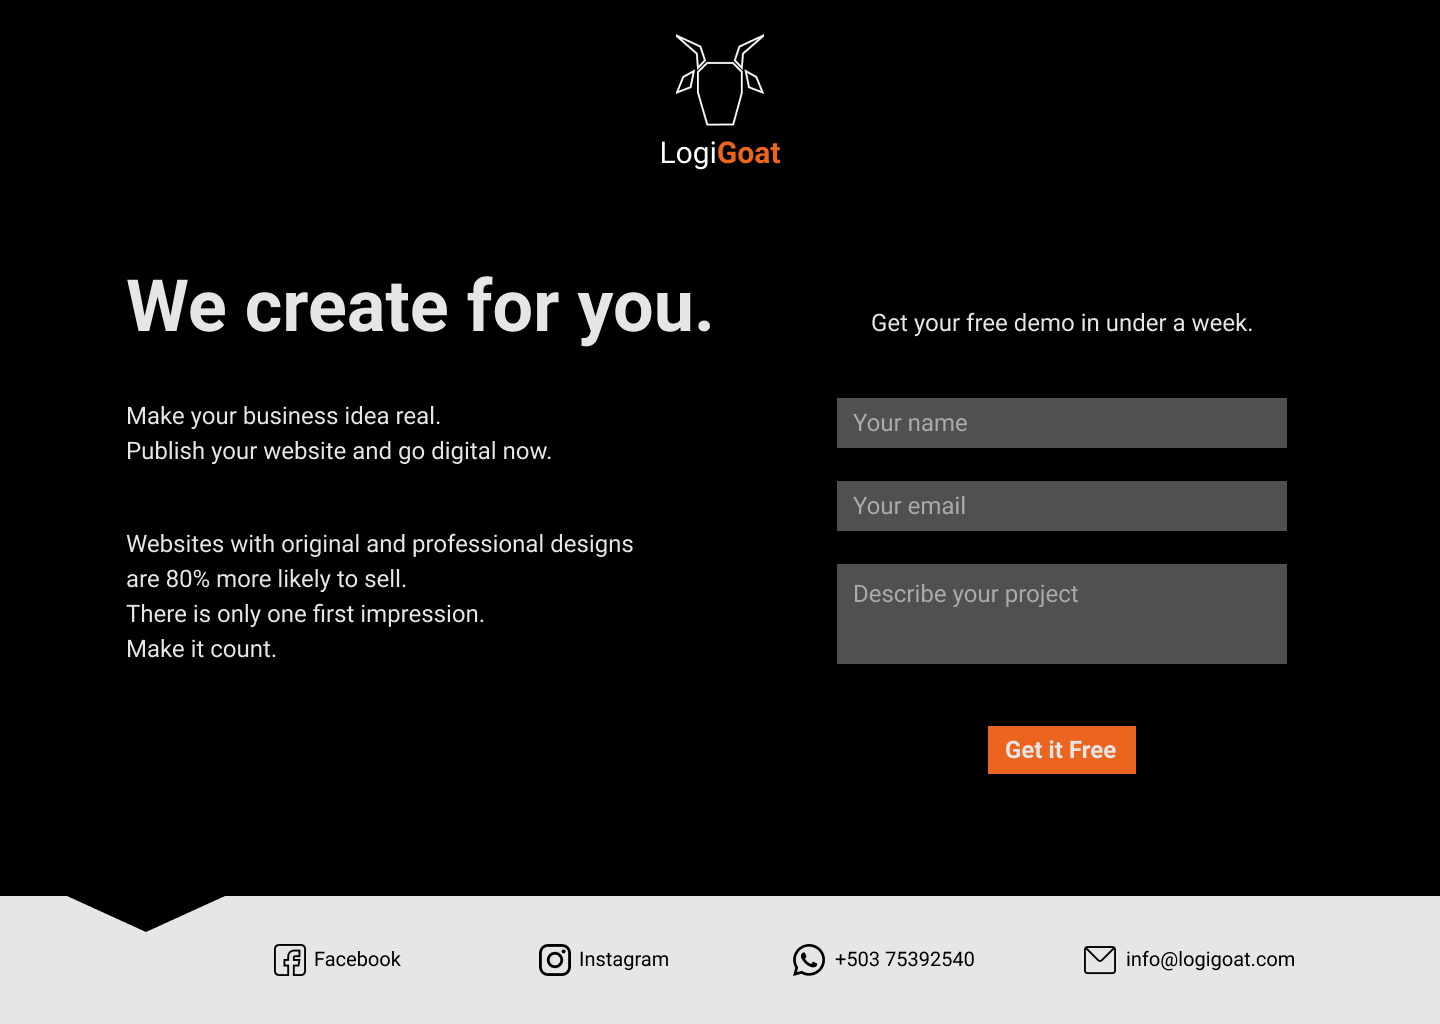 LogiGoat
We create for you.
Make your business idea real.
Publish your website and go digital now.
Websites with original and professional designs
are 80% more likely to sell.
There is only one first impression.
Make it count.
Get your free demo in under a week.
Your name
Your email
Describe your project
Get it Free
Facebook
Instagram
+503 75392540
info@logigoat.com